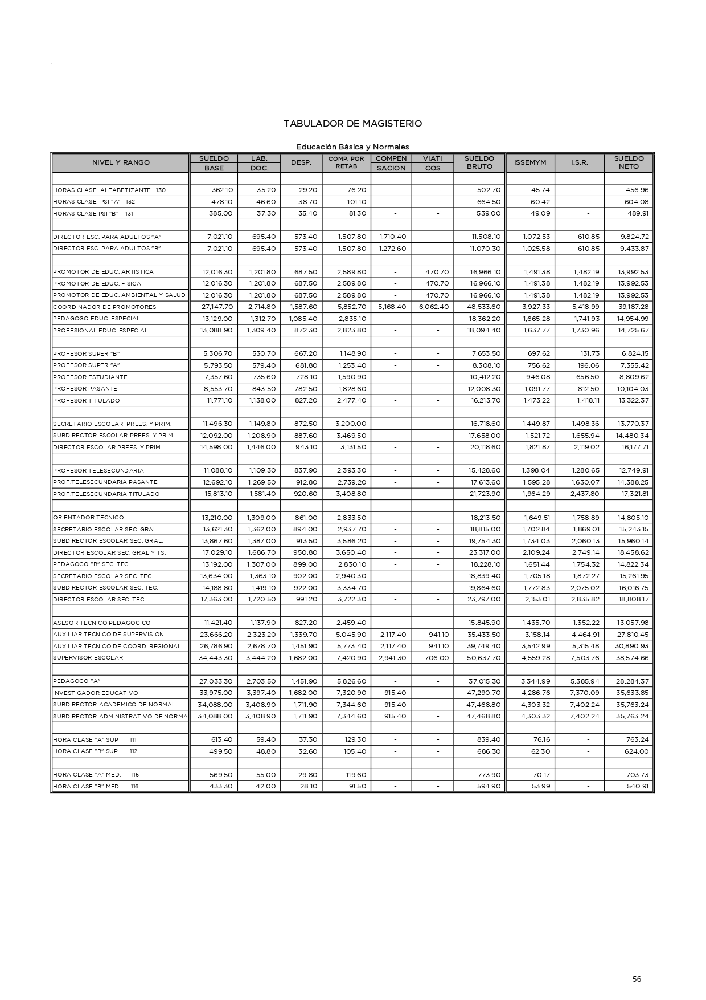 .
TABULADOR DE MAGISTERIO
Educación Básica y Normales
NIVEL Y RANGO SUELDO BASE LAB. DOC. DESP. COMP. POR RETAB COMPEN SACION VIATI COS SUELDO BRUTO ISSEMYM I.S.R. SUELDO NETO
HORAS CLASE ALFABETIZANTE 130 362.10 35.20 29.20 76.20 - - 502.70 45.74 - 456.96
HORAS CLASE PSI "A" 132 478.10 46.60 38.70 101.10 - - 664.50 60.42 - 604.08
HORAS CLASE PSI "B" 131 385.00 37.30 35.40 81.30 - - 539.00 49.09 - 489.91
DIRECTOR ESC. PARA ADULTOS "A" 7,021.10 695.40 573.40 1,507.80 1,710.40 - 11,508.10 1,072.53 610.85 9,824.72
DIRECTOR ESC. PARA ADULTOS "B" 7,021.10 695.40 573.40 1,507.80 1,272.60 - 11,070.30 1,025.58 610.85 9,433.87
PROMOTOR DE EDUC. ARTISTICA 12,016.30 1,201.80 687.50 2,589.80 - 470.70 16,966.10 1,491.38 1,482.19 13,992.53
PROMOTOR DE EDUC. FISICA 12,016.30 1,201.80 687.50 2,589.80 - 470.70 16,966.10 1,491.38 1,482.19 13,992.53
PROMOTOR DE EDUC. AMBIENTAL Y SALUD 12,016.30 1,201.80 687.50 2,589.80 - 470.70 16,966.10 1,491.38 1,482.19 13,992.53
COORDINADOR DE PROMOTORES 27,147.70 2,714.80 1,587.60 5,852.70 5,168.40 6,062.40 48,533.60 3,927.33 5,418.99 39,187.28
PEDAGOGO EDUC. ESPECIAL 13,129.00 1,312.70 1,085.40 2,835.10 - - 18,362.20 1,665.28 1,741.93 14,954.99
PROFESIONAL EDUC. ESPECIAL 13,088.90 1,309.40 872.30 2,823.80 - - 18,094.40 1,637.77 1,730.96 14,725.67
PROFESOR SUPER "B" 5,306.70 530.70 667.20 1,148.90 - - 7,653.50 697.62 131.73 6,824.15
PROFESOR SUPER "A" 5,793.50 579.40 681.80 1,253.40 - - 8,308.10 756.62 196.06 7,355.42
PROFESOR ESTUDIANTE 7,357.60 735.60 728.10 1,590.90 - - 10,412.20 946.08 656.50 8,809.62
PROFESOR PASANTE 8,553.70 843.50 782.50 1,828.60 - - 12,008.30 1,091.77 812.50 10,104.03
PROFESOR TITULADO 11,771.10 1,138.00 827.20 2,477.40 - - 16,213.70 1,473.22 1,418.11 13,322.37
SECRETARIO ESCOLAR PREES. Y PRIM. 11,496.30 1,149.80 872.50 3,200.00 - - 16,718.60 1,449.87 1,498.36 13,770.37
SUBDIRECTOR ESCOLAR PREES. Y PRIM. 12,092.00 1,208.90 887.60 3,469.50 - - 17,658.00 1,521.72 1,655.94 14,480.34
DIRECTOR ESCOLAR PREES. Y PRIM. 14,598.00 1,446.00 943.10 3,131.50 - - 20,118.60 1,821.87 2,119.02 16,177.71
PROFESOR TELESECUNDARIA 11,088.10 1,109.30 837.90 2,393.30 - - 15,428.60 1,398.04 1,280.65 12,749.91
PROF.TELESECUNDARIA PASANTE 12,692.10 1,269.50 912.80 2,739.20 - - 17,613.60 1,595.28 1,630.07 14,388.25
PROF.TELESECUNDARIA TITULADO 15,813.10 1,581.40 920.60 3,408.80 - - 21,723.90 1,964.29 2,437.80 17,321.81
ORIENTADOR TECNICO 13,210.00 1,309.00 861.00 2,833.50 - - 18,213.50 1,649.51 1,758.89 14,805.10
SECRETARIO ESCOLAR SEC. GRAL. 13,621.30 1,362.00 894.00 2,937.70 - - 18,815.00 1,702.84 1,869.01 15,243.15
SUBDIRECTOR ESCOLAR SEC. GRAL. 13,867.60 1,387.00 913.50 3,586.20 - - 19,754.30 1,734.03 2,060.13 15,960.14
DIRECTOR ESCOLAR SEC. GRAL Y TS. 17,029.10 1,686.70 950.80 3,650.40 - - 23,317.00 2,109.24 2,749.14 18,458.62
PEDAGOGO "B" SEC. TEC. 13,192.00 1,307.00 899.00 2,830.10 - - 18,228.10 1,651.44 1,754.32 14,822.34
SECRETARIO ESCOLAR SEC. TEC. 13,634.00 1,363.10 902.00 2,940.30 - - 18,839.40 1,705.18 1,872.27 15,261.95
SUBDIRECTOR ESCOLAR SEC. TEC. 14,188.80 1,419.10 922.00 3,334.70 - - 19,864.60 1,772.83 2,075.02 16,016.75
DIRECTOR ESCOLAR SEC. TEC. 17,363.00 1,720.50 991.20 3,722.30 - - 23,797.00 2,153.01 2,835.82 18,808.17
ASESOR TECNICO PEDAGOGICO 11,421.40 1,137.90 827.20 2,459.40 - - 15,845.90 1,435.70 1,352.22 13,057.98
AUXILIAR TECNICO DE SUPERVISION 23,666.20 2,323.20 1,339.70 5,045.90 2,117.40 941.10 35,433.50 3,158.14 4,464.91 27,810.45
AUXILIAR TECNICO DE COORD. REGIONAL 26,786.90 2,678.70 1,451.90 5,773.40 2,117.40 941.10 39,749.40 3,542.99 5,315.48 30,890.93
SUPERVISOR ESCOLAR 34,443.30 3,444.20 1,682.00 7,420.90 2,941.30 706.00 50,637.70 4,559.28 7,503.76 38,574.66
PEDAGOGO "A" 27,033.30 2,703.50 1,451.90 5,826.60 - - 37,015.30 3,344.99 5,385.94 28,284.37
INVESTIGADOR EDUCATIVO 33,975.00 3,397.40 1,682.00 7,320.90 915.40 - 47,290.70 4,286.76 7,370.09 35,633.85
SUBDIRECTOR ACADEMICO DE NORMAL 34,088.00 3,408.90 1,711.90 7,344.60 915.40 - 47,468.80 4,303.32 7,402.24 35,763.24
SUBDIRECTOR ADMINISTRATIVO DE NORMA 34,088.00 3,408.90 1,711.90 7,344.60 915.40 - 47,468.80 4,303.32 7,402.24 35,763.24
HORA CLASE "A" SUP 111 613.40 59.40 37.30 129.30 - - 839.40 76.16 - 763.24
HORA CLASE "B" SUP 112 499.50 48.80 32.60 105.40 - - 686.30 62.30 - 624.00
HORA CLASE "A" MED. 115 569.50 55.00 29.80 119.60 - - 773.90 70.17 - 703.73
HORA CLASE "B" MED. 116 433.30 42.00 28.10 91.50 - - 594.90 53.99 - 540.91
56